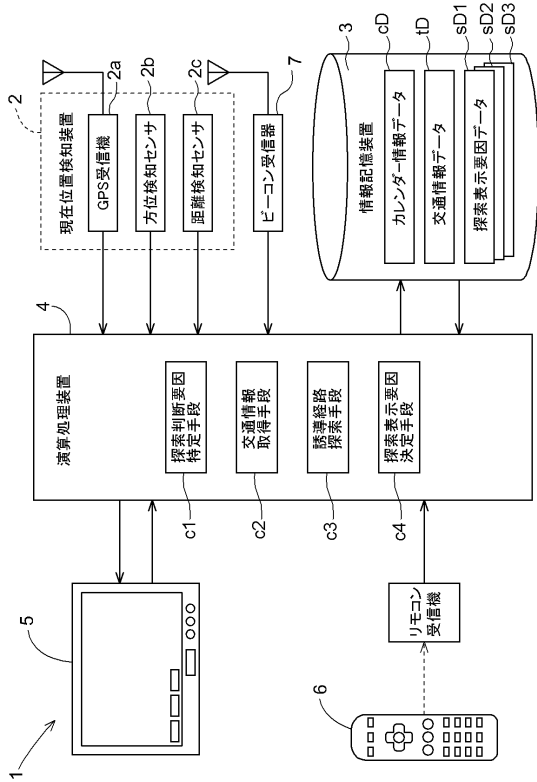 1
5
6
リモコン
受信機
4
演算処理装置
探索判断要因
特定手段
c1
交通情報
取得手段
c2
誘導経路
探索手段
c3
探索表示要因
決定手段
c4
2
現在位置検知装置
GPS受信機
2a
方位検知センサ
2b
距離検知センサ
2c
ビーコン受信器
7
3
情報記憶装置
カレンダー情報データ
cD
交通情報データ
tD
探索表示要因データ
sD1
sD2
sD3